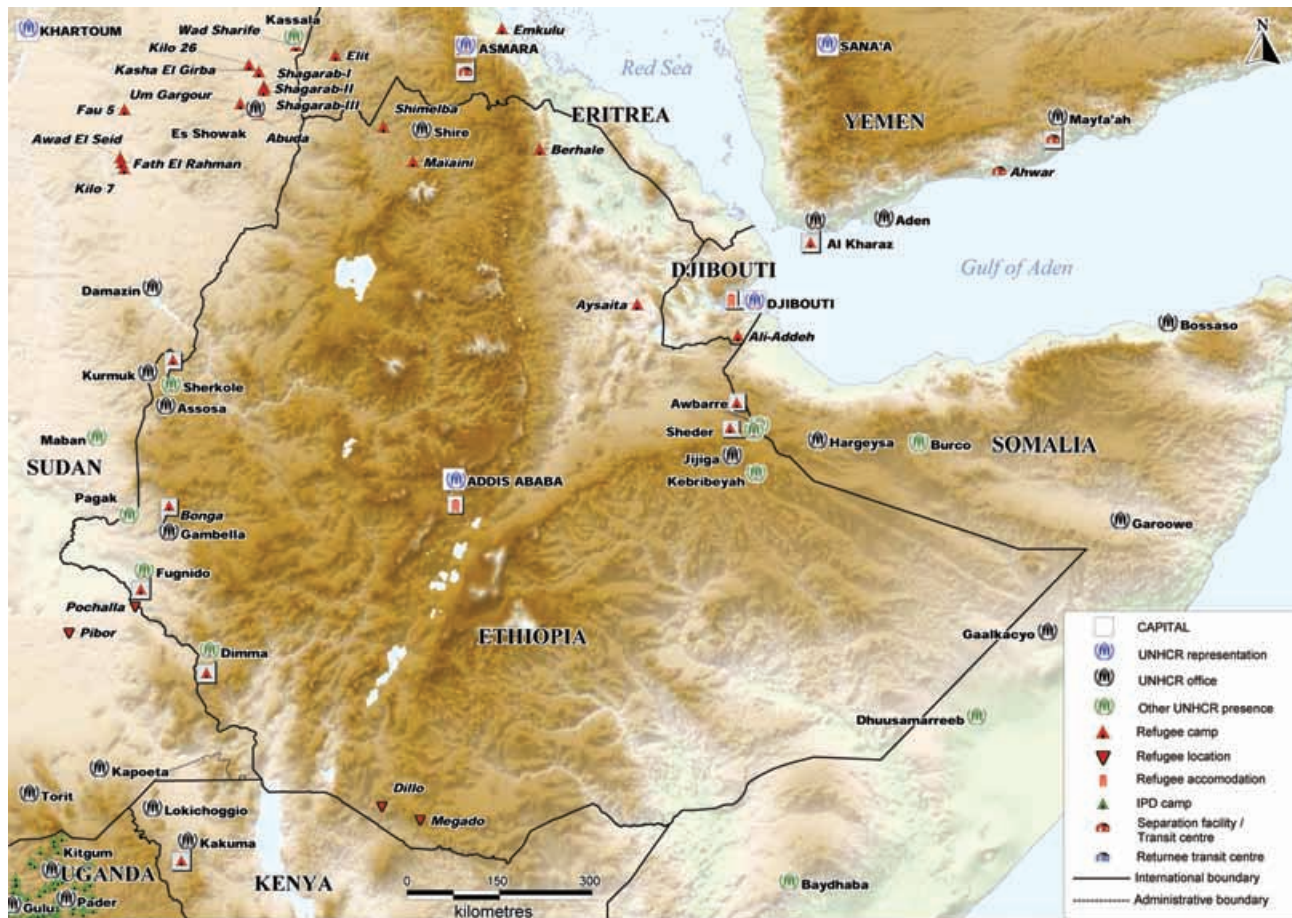 KHARTOUM
Wad Sharife
Kassala
Kilo 26
Kasha El Girba
Elit
Shagarab-I
Shagarab-II
Um Gargour
Shagarab-III
Fau 5
Es Showak
Abuda
Awad El Seid
Fath El Rahman
Kilo 7
Emkulu
ASMARA
Red Sea
ERITREA
Shimelba
Shire
Maiaini
Berhale
SANA'A
YEMEN
N
Mayfa'ah
Ahwar
Aden
Al Kharaz
Gulf of Aden
DJIBOUTI
DJIBOUTI
Aysaita
Ali-Addeh
Bossaso
Damazin
Kurmuk
Sherkole
Assosa
Maban
SUDAN
Pagak
Bonga
Gambella
Fugnido
Pochalla
Pibor
Dimma
ADDIS ABABA
ETHIOPIA
Awbarre
Sheder
Jijiga
Kebribeyah
Hargeysa
Burco
SOMALIA
Garoowe
Gaalkacyo
Dhuusamarreeb
Baydhaba
Kapoeta
Torit
Lokichoggio
Kakuma
Kitgum
UGANDA
Pader
Gulu
KENYA
Dillo
Megado
0 150 300
kilometres
CAPITAL
UNHCR representation
UNHCR office
Other UNHCR presence
Refugee camp
Refugee location
Refugee accomodation
IPD camp
Separation facility /
Transit centre
Returnee transit centre
International boundary
Administrative boundary